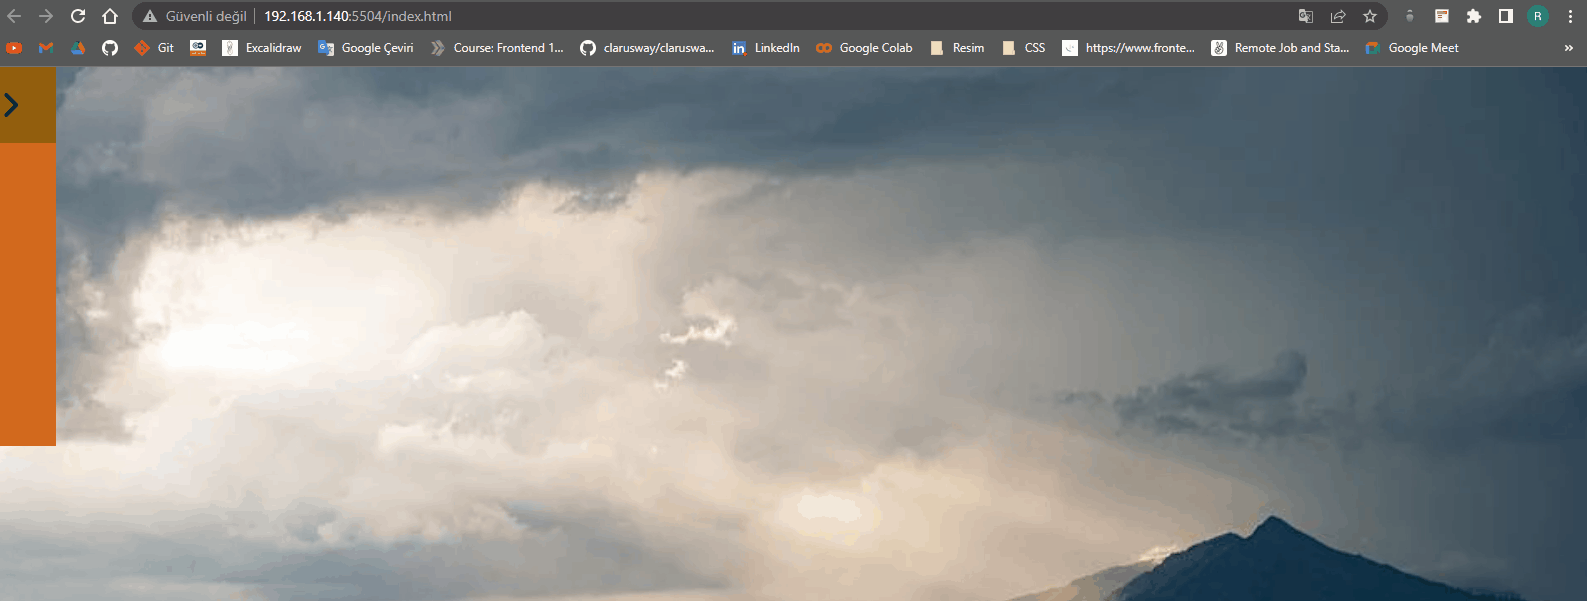 Güvenli değil 192.168.1.140:5504/index.html R
Git Excalidraw Google Çeviri Course: Frontend 1... clarusway/claruswa... LinkedIn Google Colab Resim CSS https://www.fronte... Remote Job and Sta... Google Meet »